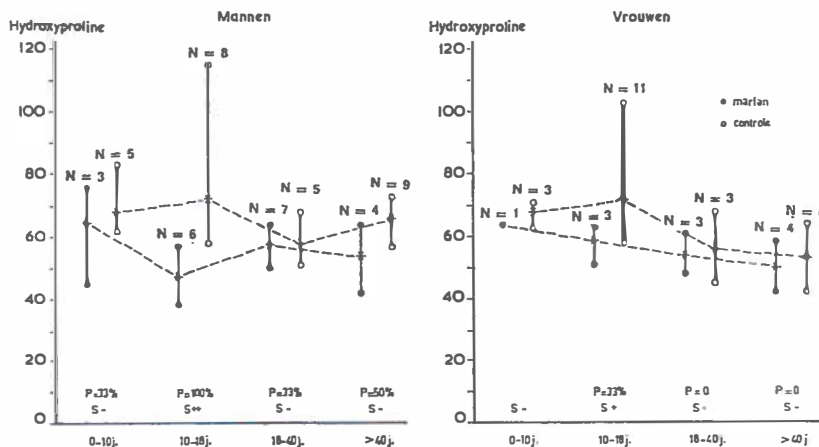 Mannen
Hydroxyproline
120
100
80
60
40
20
0
N = 3
N = 5
N = 6
N = 8
N = 7
N = 5
N = 4
N = 9
P=33%
P=100%
P=33%
P=50%
S -
S++
S -
S -
0-10j.
10-18j.
18-40j.
>40j.
Vrouwen
Hydroxyproline
120
100
80
60
40
20
0
• marfan
○ controle
N = 1
N = 3
N = 3
N = 11
N = 3
N = 3
N = 4
N =
P=33%
P=0
P=0
S -
S +
S
S -
0-10j.
10-18j.
18-40j.
>40j